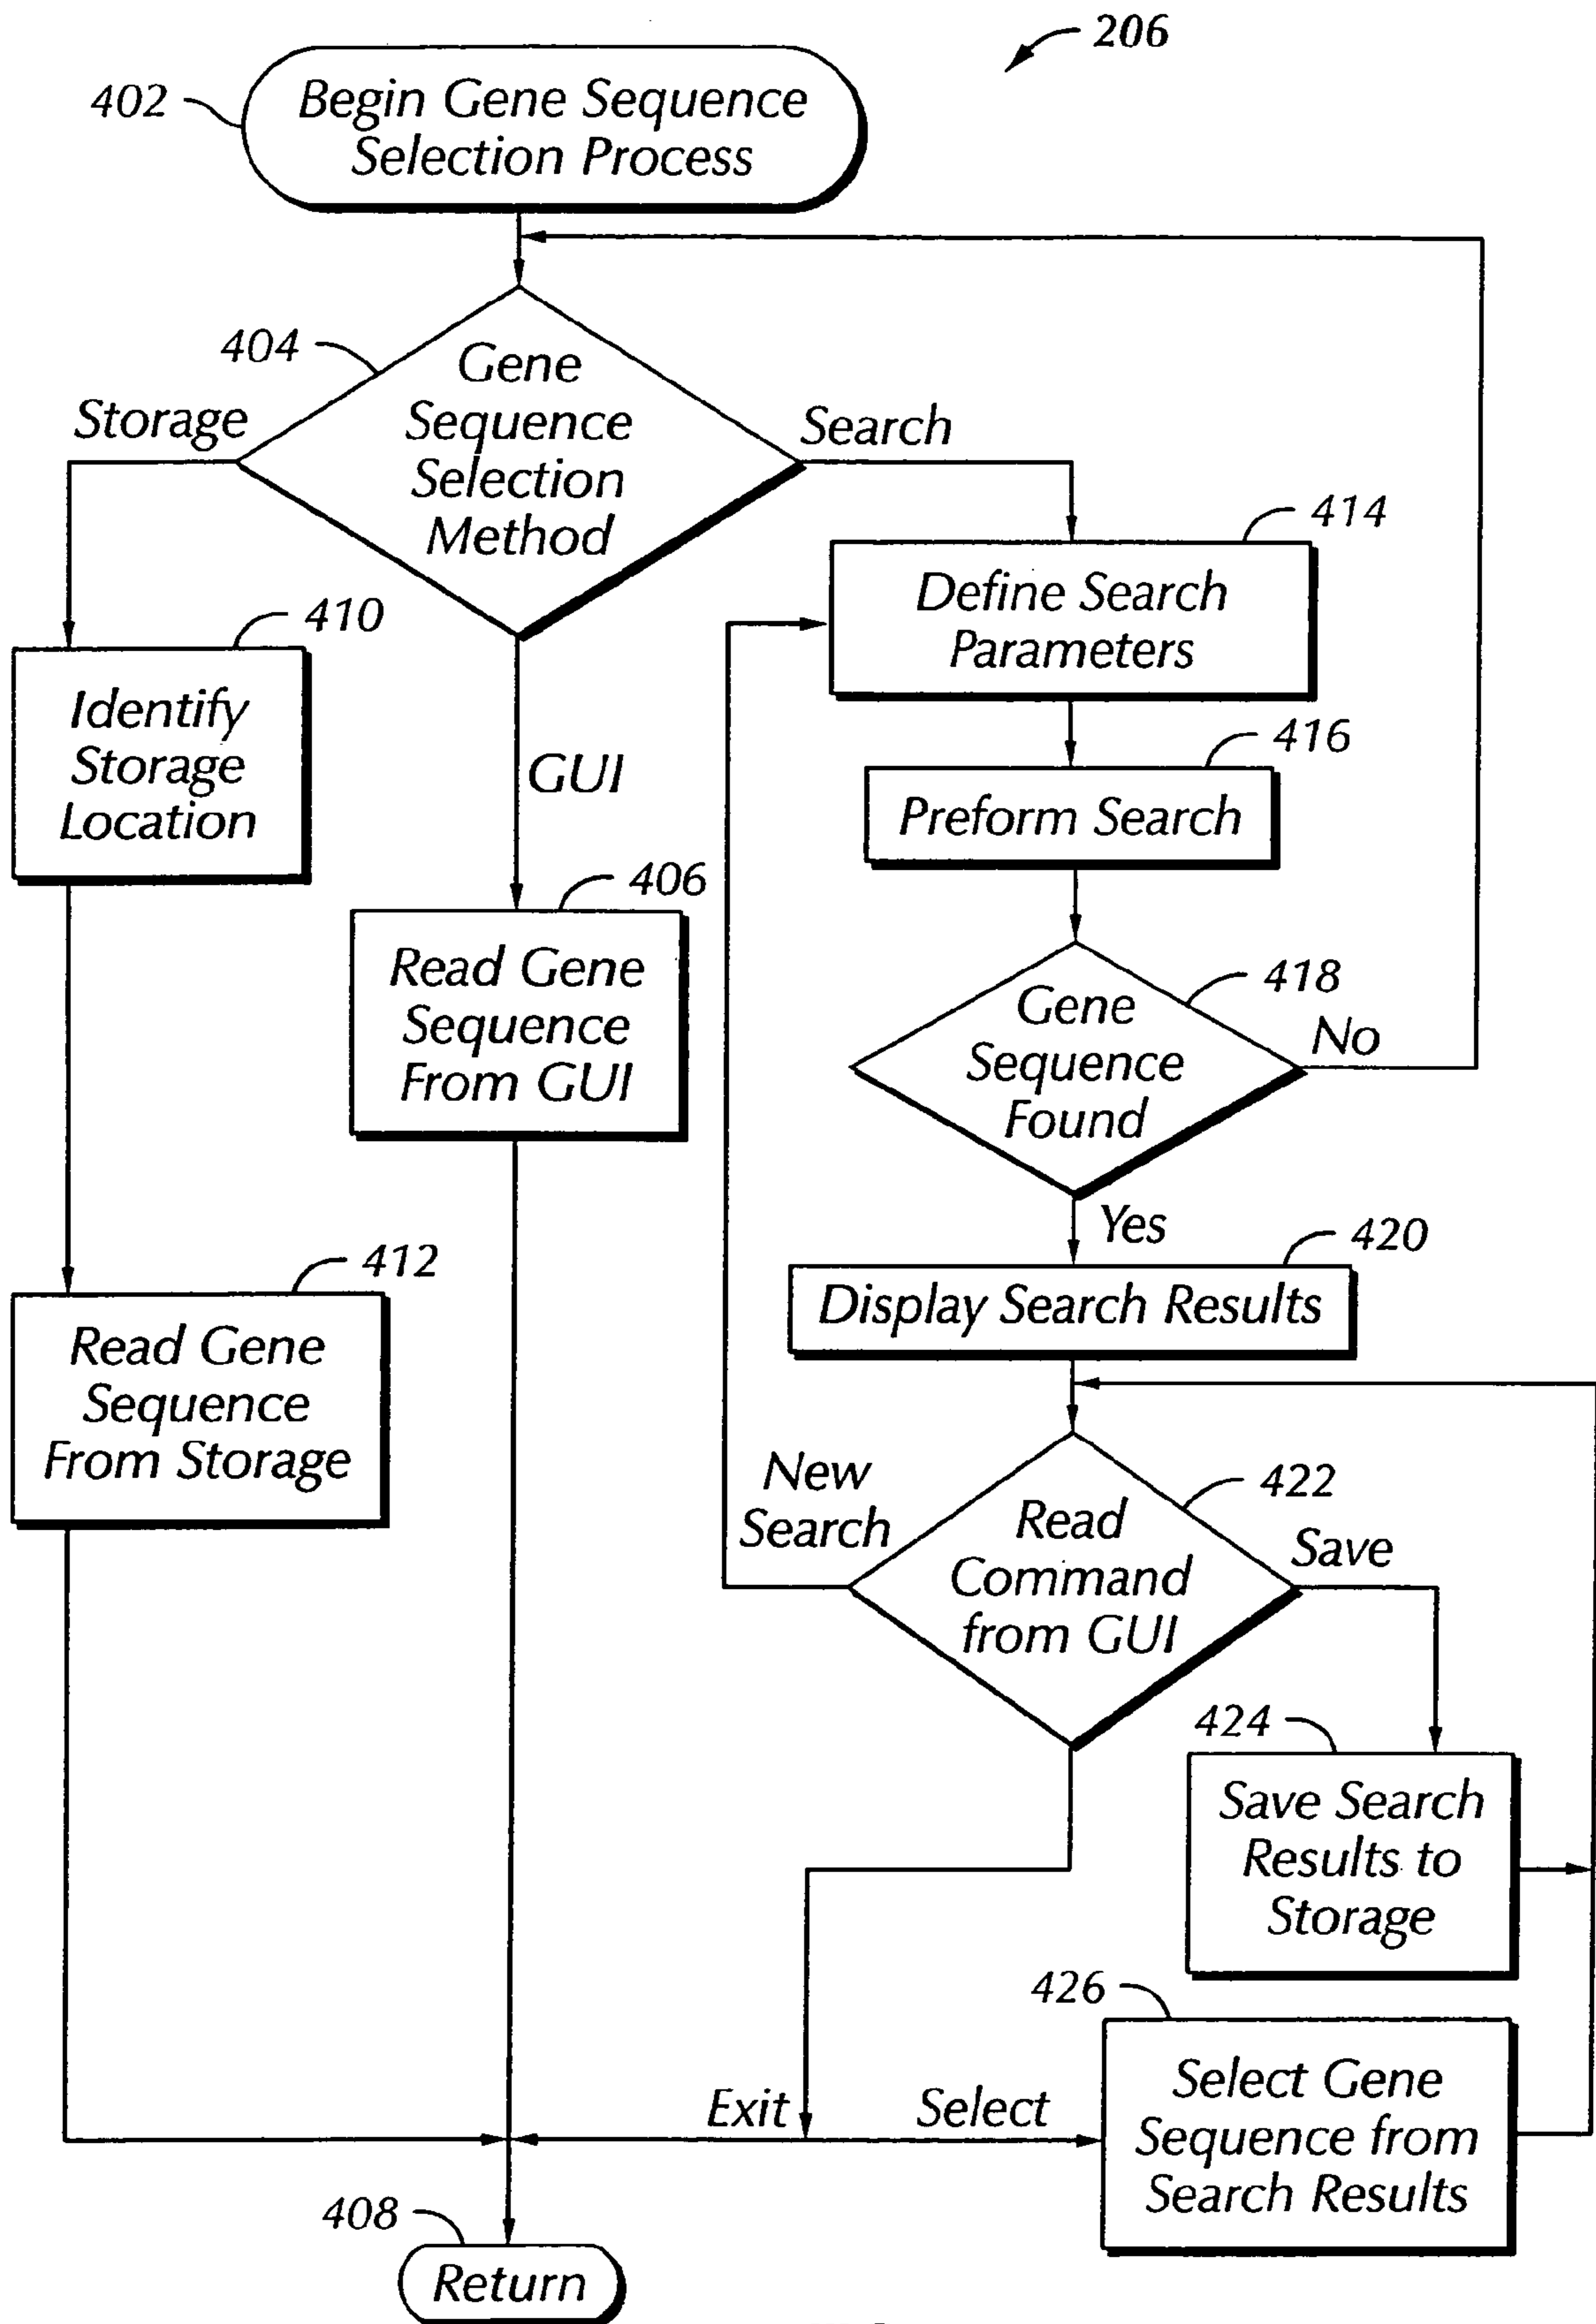 206
402
Begin Gene Sequence
Selection Process
404
Gene
Sequence
Selection
Method
Storage
Search
414
Define Search
Parameters
410
Identify
Storage
Location
GUI
416
Preform Search
406
Read Gene
Sequence
From GUI
418
Gene
Sequence
Found
No
Yes
420
Display Search Results
412
Read Gene
Sequence
From Storage
New
Search
422
Read
Command
from GUI
Save
424
Save Search
Results to
Storage
426
Select Gene
Sequence from
Search Results
Exit
Select
408
Return